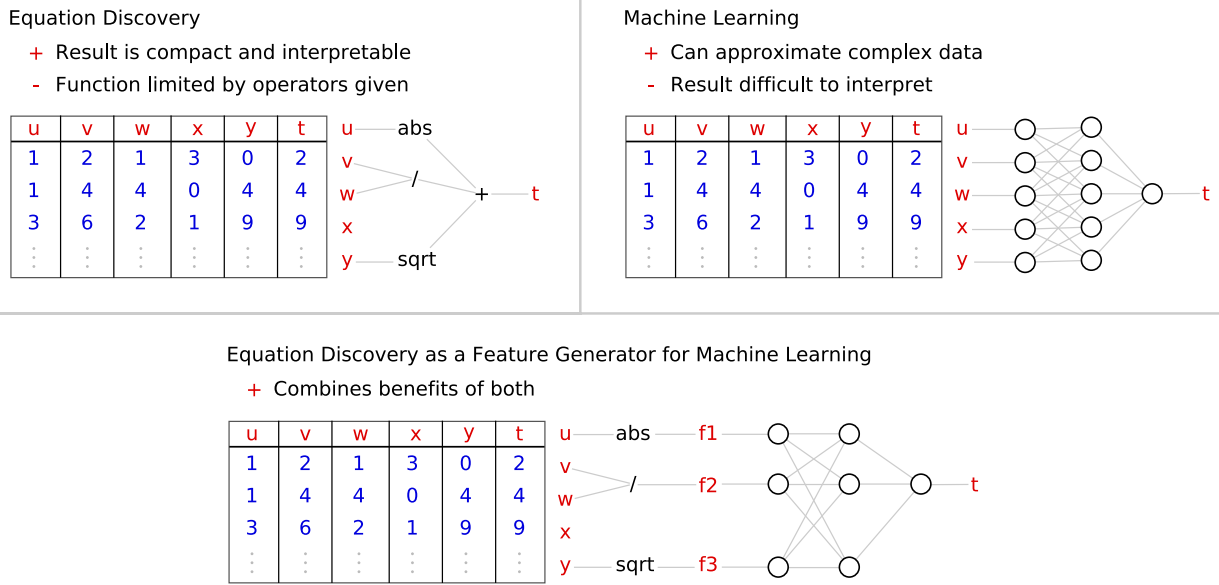 Equation Discovery
+ Result is compact and interpretable
- Function limited by operators given
u v w x y t
1 2 1 3 0 2
1 4 4 0 4 4
3 6 2 1 9 9
u abs
v
/
w + t
x
y sqrt
Machine Learning
+ Can approximate complex data
- Result difficult to interpret
u v w x y t
1 2 1 3 0 2
1 4 4 0 4 4
3 6 2 1 9 9
u
v
w t
x
y
Equation Discovery as a Feature Generator for Machine Learning
+ Combines benefits of both
u v w x y t
1 2 1 3 0 2
1 4 4 0 4 4
3 6 2 1 9 9
u abs f1
v
/ f2 t
w
x
y sqrt f3